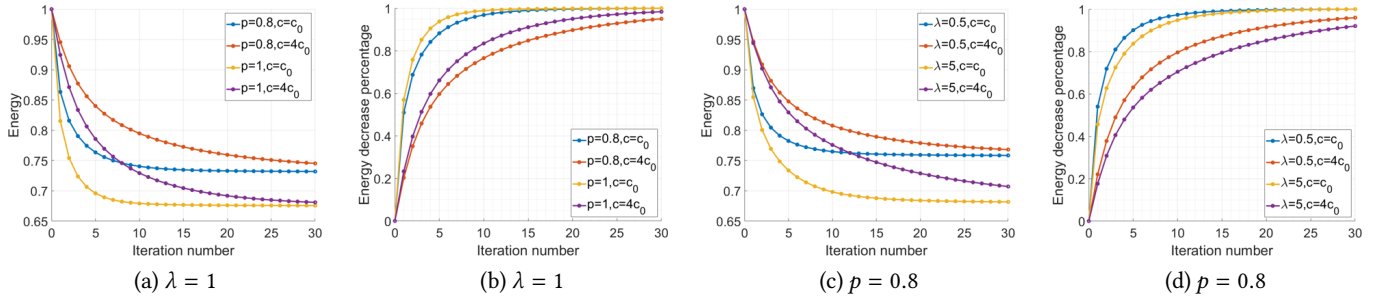 1
0.95
0.9
0.85
0.8
0.75
0.7
0.65
Energy
0 5 10 15 20 25 30
Iteration number
p=0.8,c=c0
p=0.8,c=4c0
p=1,c=c0
p=1,c=4c0
(a) λ = 1
1
0.8
0.6
0.4
0.2
0
Energy decrease percentage
0 5 10 15 20 25 30
Iteration number
p=0.8,c=c0
p=0.8,c=4c0
p=1,c=c0
p=1,c=4c0
(b) λ = 1
1
0.95
0.9
0.85
0.8
0.75
0.7
0.65
Energy
0 5 10 15 20 25 30
Iteration number
λ=0.5,c=c0
λ=0.5,c=4c0
λ=5,c=c0
λ=5,c=4c0
(c) p = 0.8
1
0.8
0.6
0.4
0.2
0
Energy decrease percentage
0 5 10 15 20 25 30
Iteration number
λ=0.5,c=c0
λ=0.5,c=4c0
λ=5,c=c0
λ=5,c=4c0
(d) p = 0.8